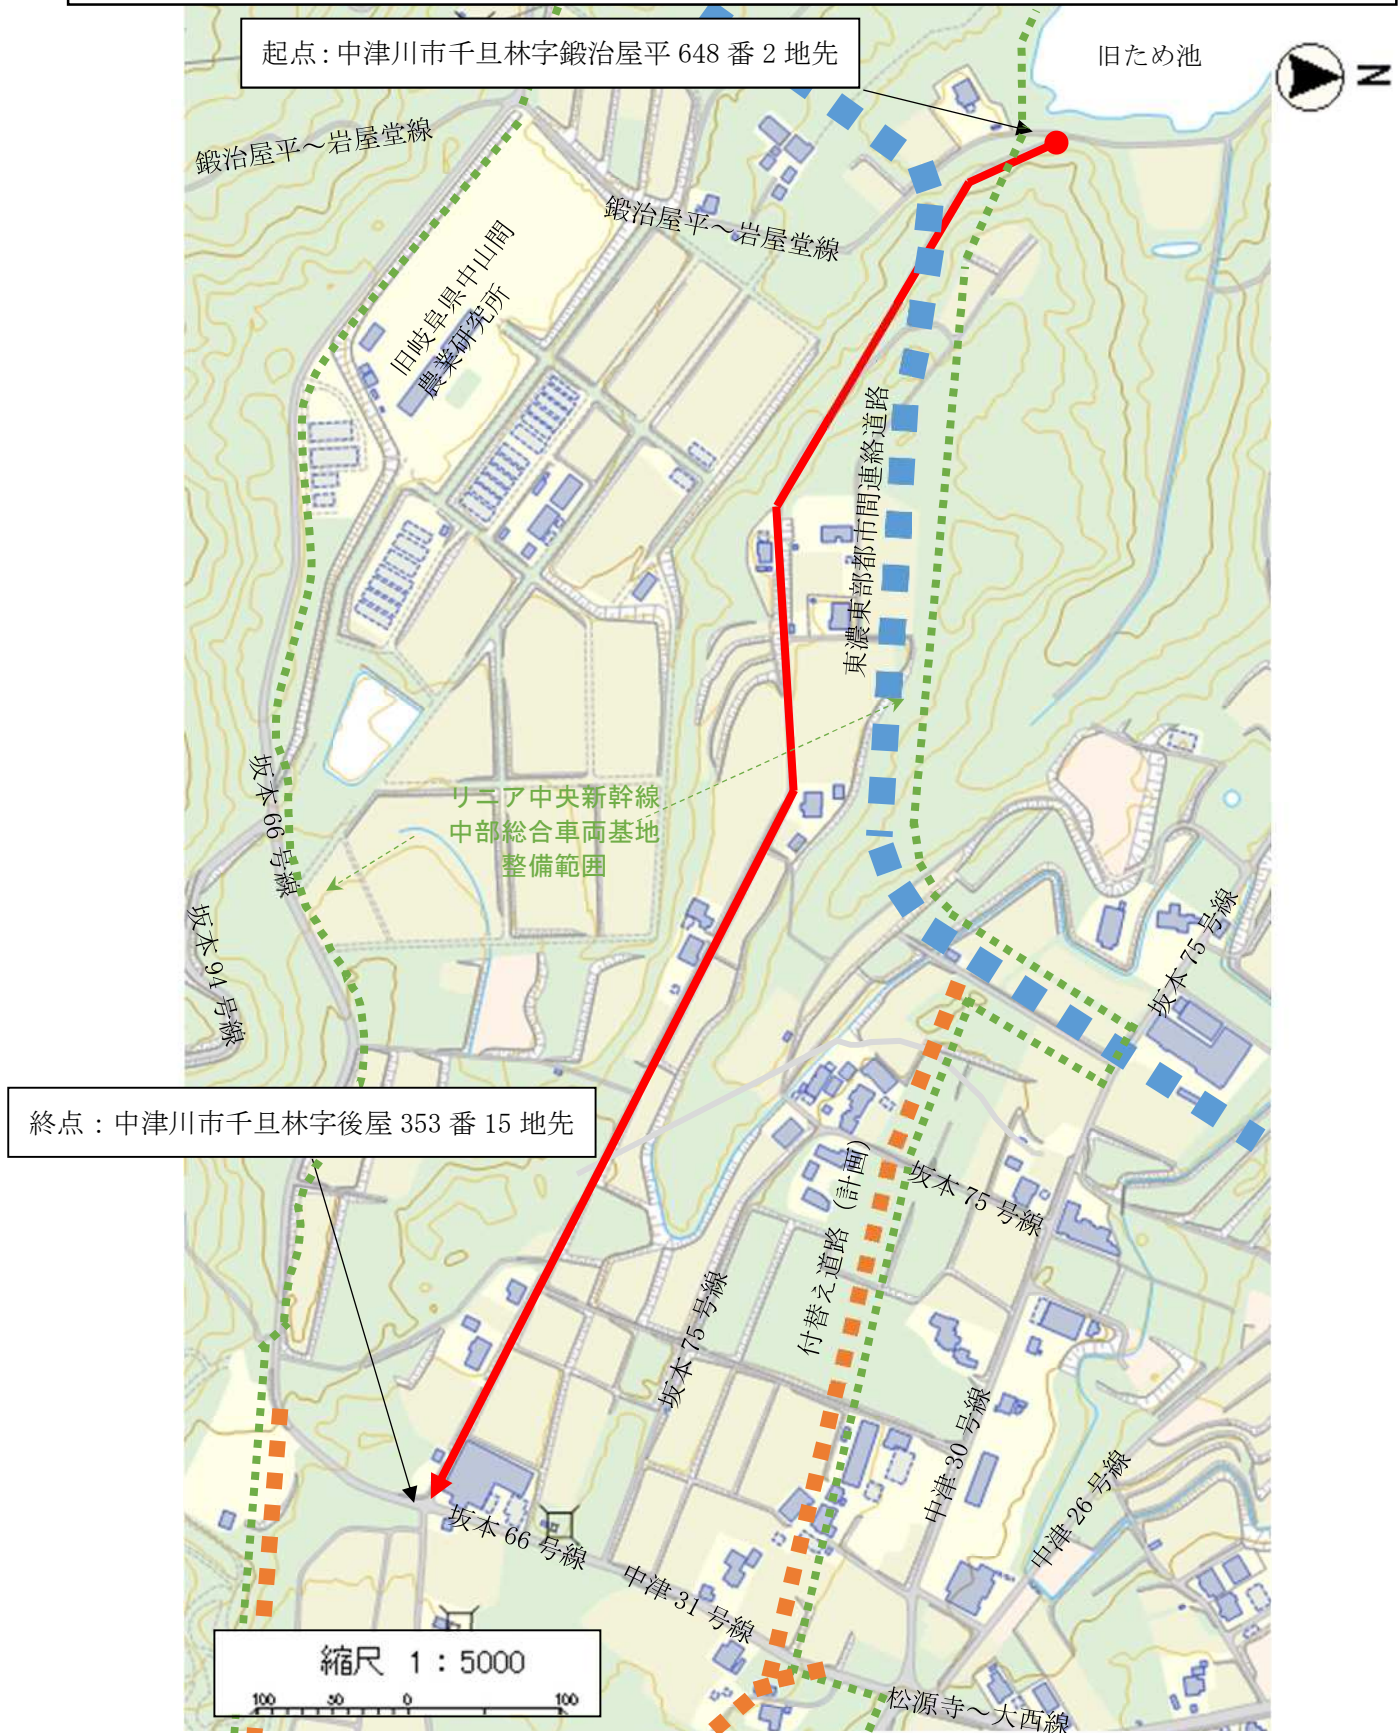 起点：中津川市千旦林字鍛治屋平 648 番 2 地先
旧ため池
N
鍛治屋平～岩屋堂線
鍛治屋平～岩屋堂線
旧岐阜県中山間
農業研究所
東濃東部都市間連絡道路
リニア中央新幹線
中部総合車両基地
整備範囲
坂本 66 号線
坂本 94 号線
坂本 75 号線
終点：中津川市千旦林字後屋 353 番 15 地先
坂本 75 号線
付替え道路（計画）
坂本 75 号線
中津 30 号線
中津 26 号線
坂本 66 号線
中津 31 号線
松源寺～大西線
縮尺 1：5000
100 50 0 100